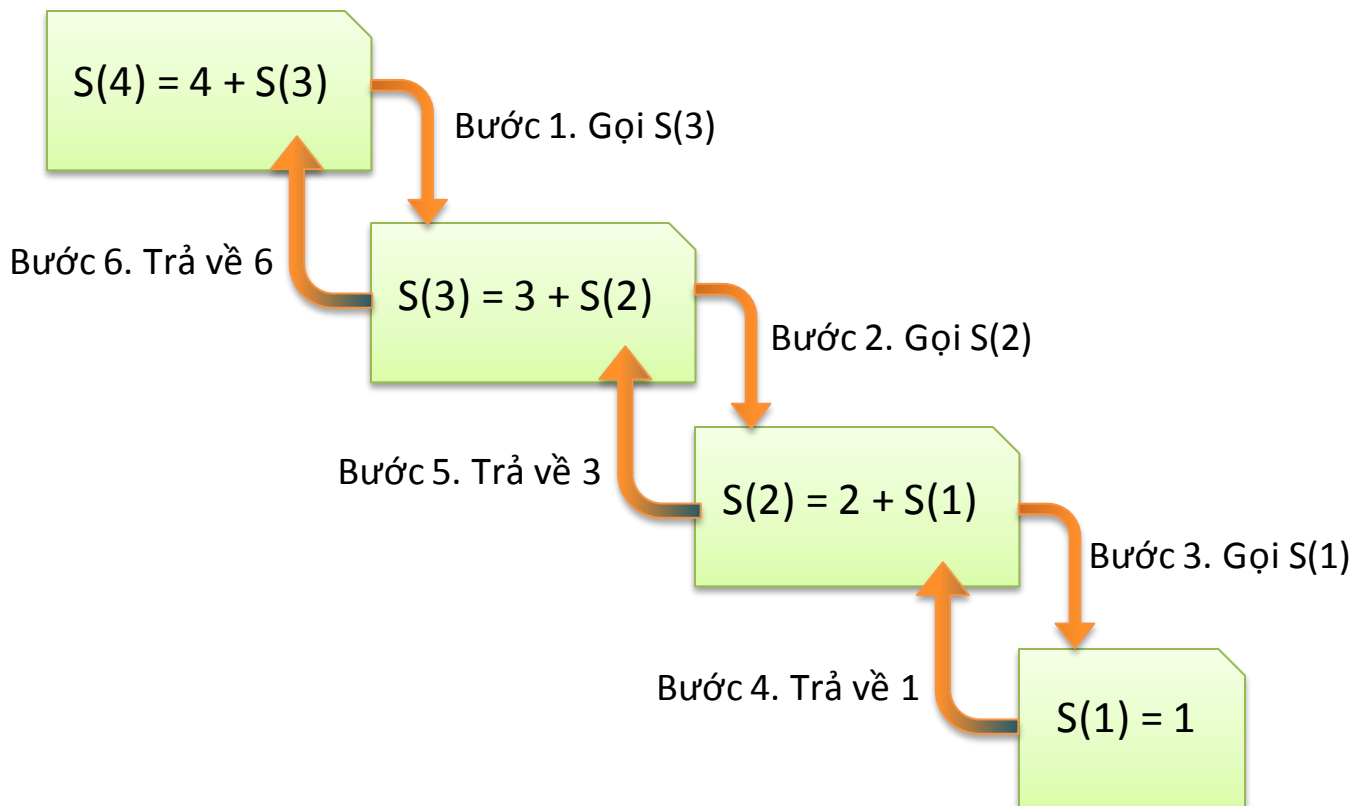 S(4) = 4 + S(3)
Bước 1. Gọi S(3)
Bước 6. Trả về 6
S(3) = 3 + S(2)
Bước 2. Gọi S(2)
Bước 5. Trả về 3
S(2) = 2 + S(1)
Bước 3. Gọi S(1)
Bước 4. Trả về 1
S(1) = 1